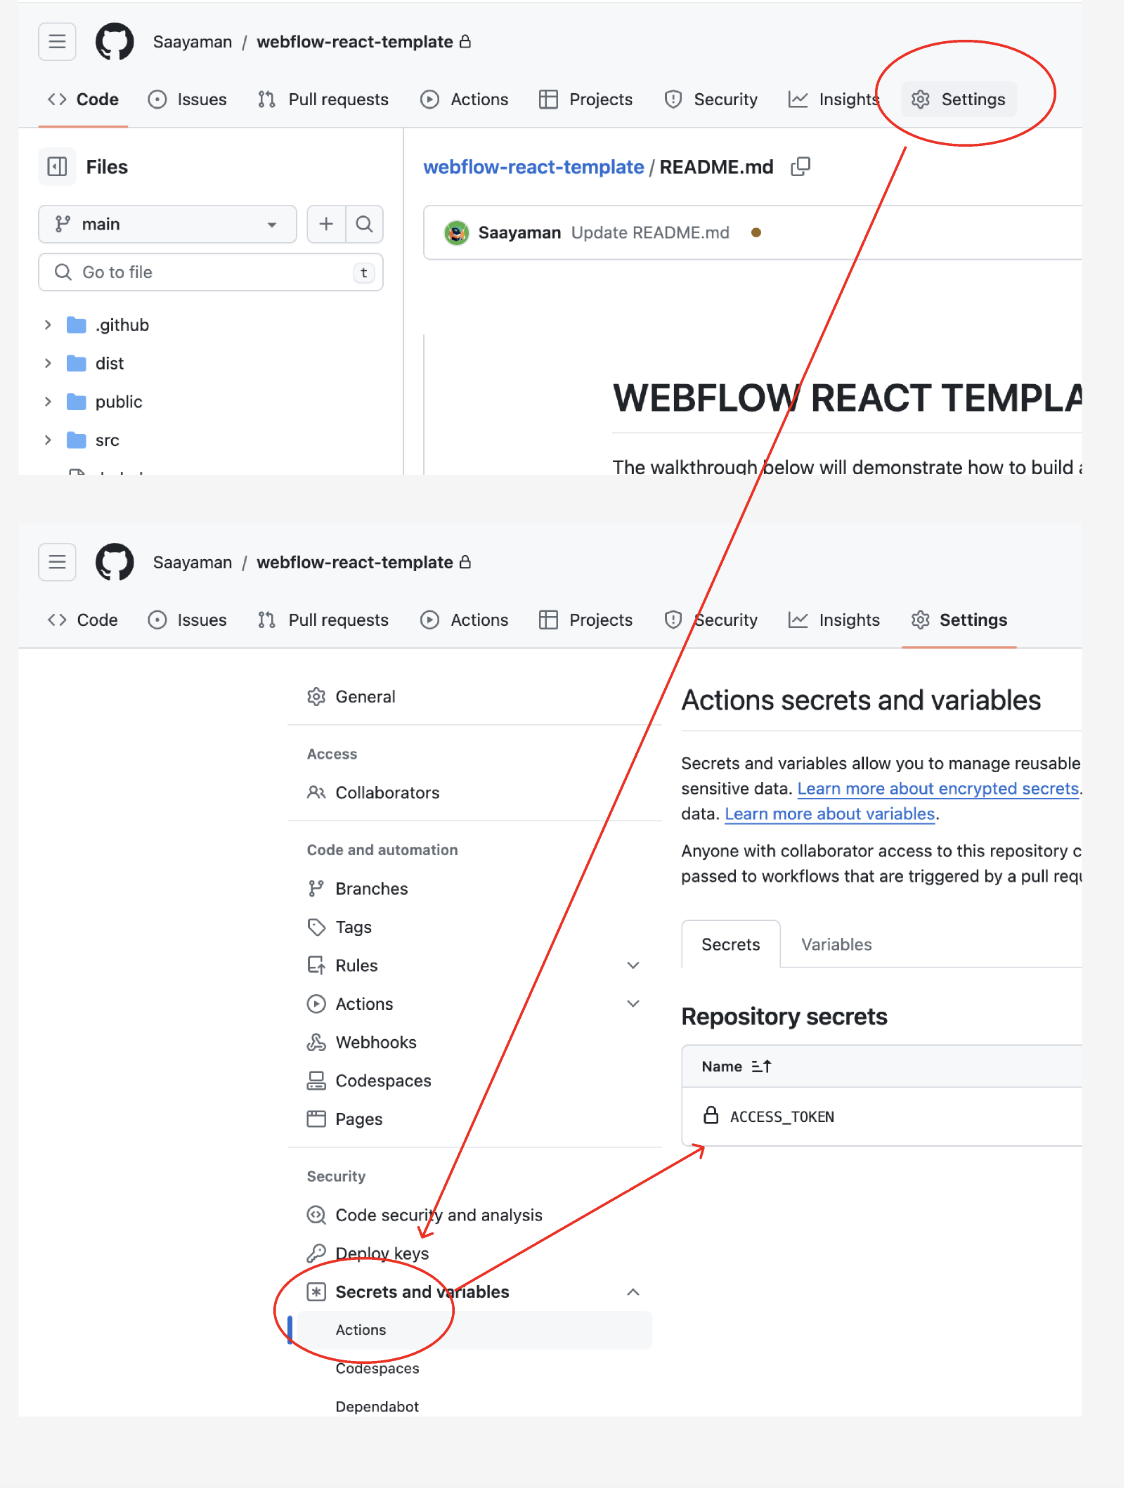 Saayaman / webflow-react-template
Code Issues Pull requests Actions Projects Security Insights Settings
Files
webflow-react-template / README.md
main
Saayaman Update README.md
Go to file t
.github
dist
public
src
WEBFLOW REACT TEMPLA
The walkthrough below will demonstrate how to build a
Saayaman / webflow-react-template
Code Issues Pull requests Actions Projects Security Insights Settings
General
Access
Collaborators
Code and automation
Branches
Tags
Rules
Actions
Webhooks
Codespaces
Pages
Security
Code security and analysis
Deploy keys
Secrets and variables
Actions
Codespaces
Dependabot
Actions secrets and variables
Secrets and variables allow you to manage reusable
sensitive data. Learn more about encrypted secrets.
data. Learn more about variables.
Anyone with collaborator access to this repository c
passed to workflows that are triggered by a pull requ
Secrets Variables
Repository secrets
Name
ACCESS_TOKEN